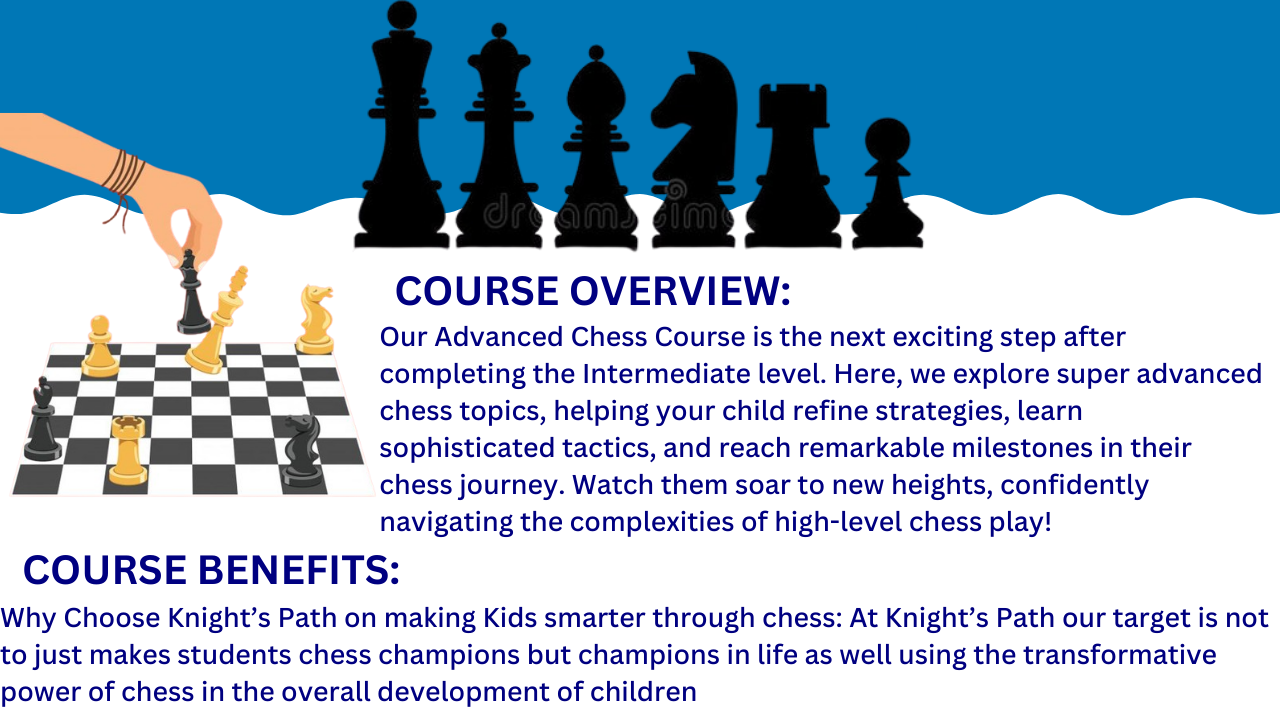 dreamstime
COURSE OVERVIEW:
Our Advanced Chess Course is the next exciting step after
completing the Intermediate level. Here, we explore super advanced
chess topics, helping your child refine strategies, learn
sophisticated tactics, and reach remarkable milestones in their
chess journey. Watch them soar to new heights, confidently
navigating the complexities of high-level chess play!
COURSE BENEFITS:
Why Choose Knight’s Path on making Kids smarter through chess: At Knight’s Path our target is not
to just makes students chess champions but champions in life as well using the transformative
power of chess in the overall development of children